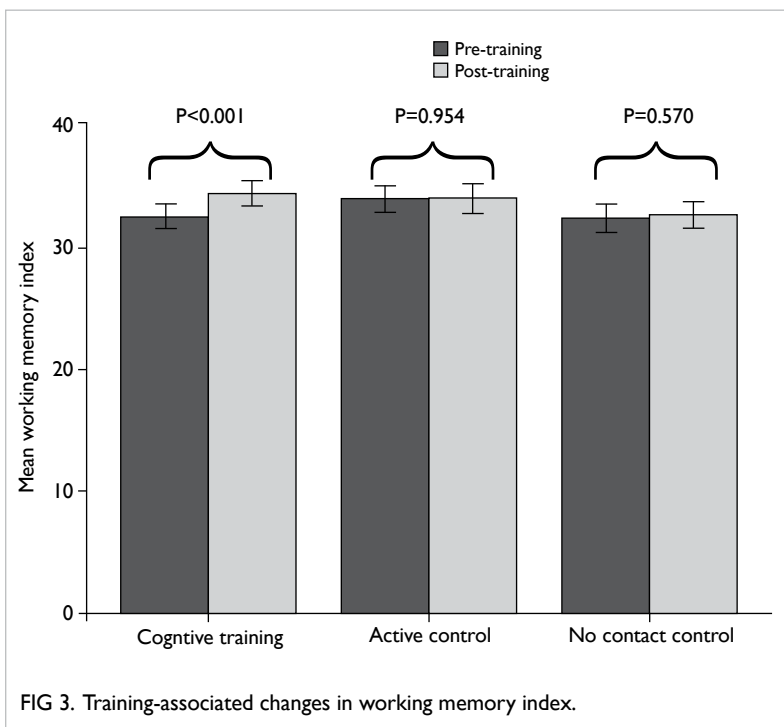 Pre-training
Post-training
P<0.001 P=0.954 P=0.570
40
30
20
10
0
Mean working memory index
Cogntive training Active control No contact control
FIG 3. Training-associated changes in working memory index.